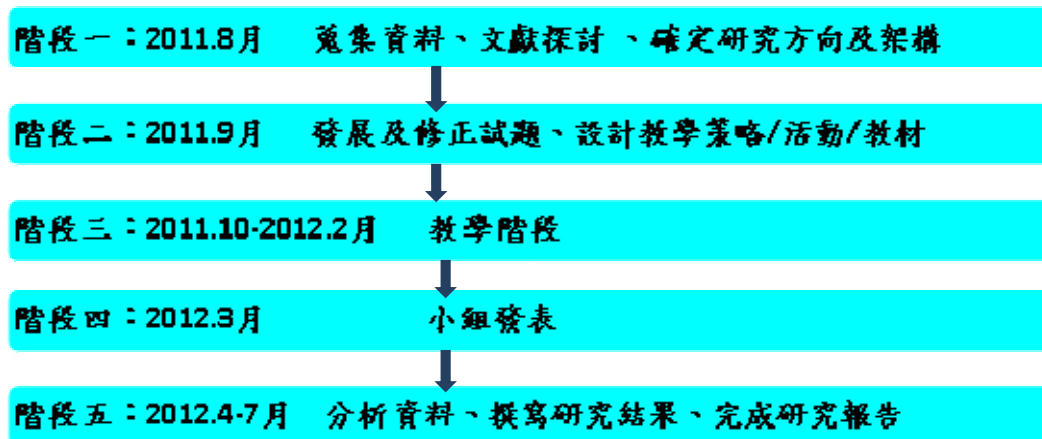 階段一：2011.8月 蒐集資料、文獻探討、確定研究方向及架構
階段二：2011.9月 發展及修正試題、設計教學策略/活動/教材
階段三：2011.10-2012.2月 教學階段
階段四：2012.3月 小組發表
階段五：2012.4-7月 分析資料、撰寫研究結果、完成研究報告